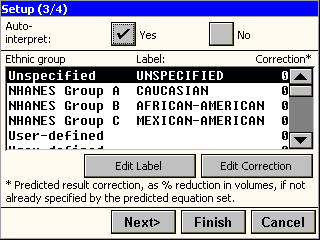 Setup (3/4)
Auto-interpret: Yes No
Ethnic group Label: Correction*
Unspecified UNSPECIFIED 0
NHANES Group A CAUCASIAN 0
NHANES Group B AFRICAN-AMERICAN 0
NHANES Group C MEXICAN-AMERICAN 0
User-defined 0
Edit Label Edit Correction
* Predicted result correction, as % reduction in volumes, if not
already specified by the predicted equation set.
Next> Finish Cancel